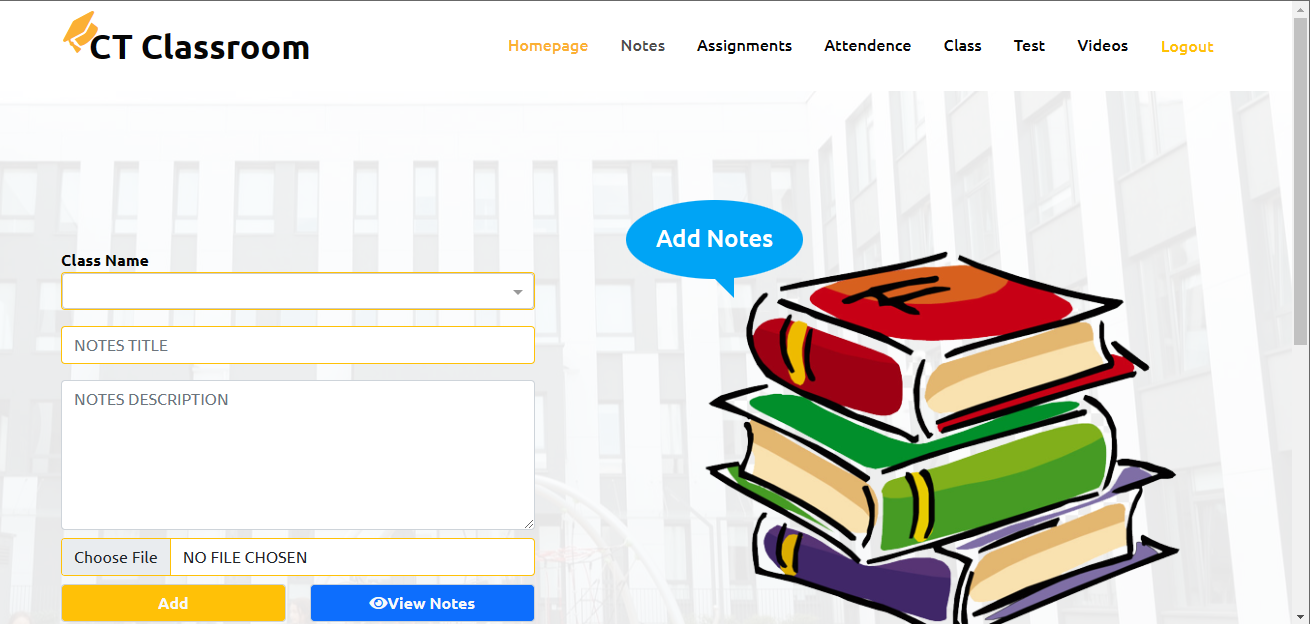 CT Classroom
Homepage Notes Assignments Attendence Class Test Videos Logout
Add Notes
Class Name
NOTES TITLE
NOTES DESCRIPTION
Choose File NO FILE CHOSEN
Add View Notes